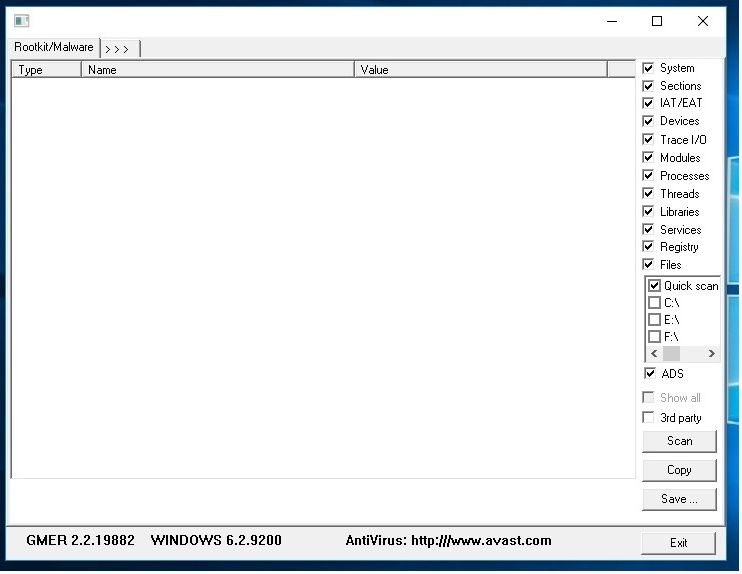 Rootkit/Malware > > >
Type Name Value
System
Sections
IAT/EAT
Devices
Trace I/O
Modules
Processes
Threads
Libraries
Services
Registry
Files
Quick scan
C:\
E:\
F:\
ADS
Show all
3rd party
Scan
Copy
Save ...
GMER 2.2.19882 WINDOWS 6.2.9200 AntiVirus: http:///www.avast.com Exit